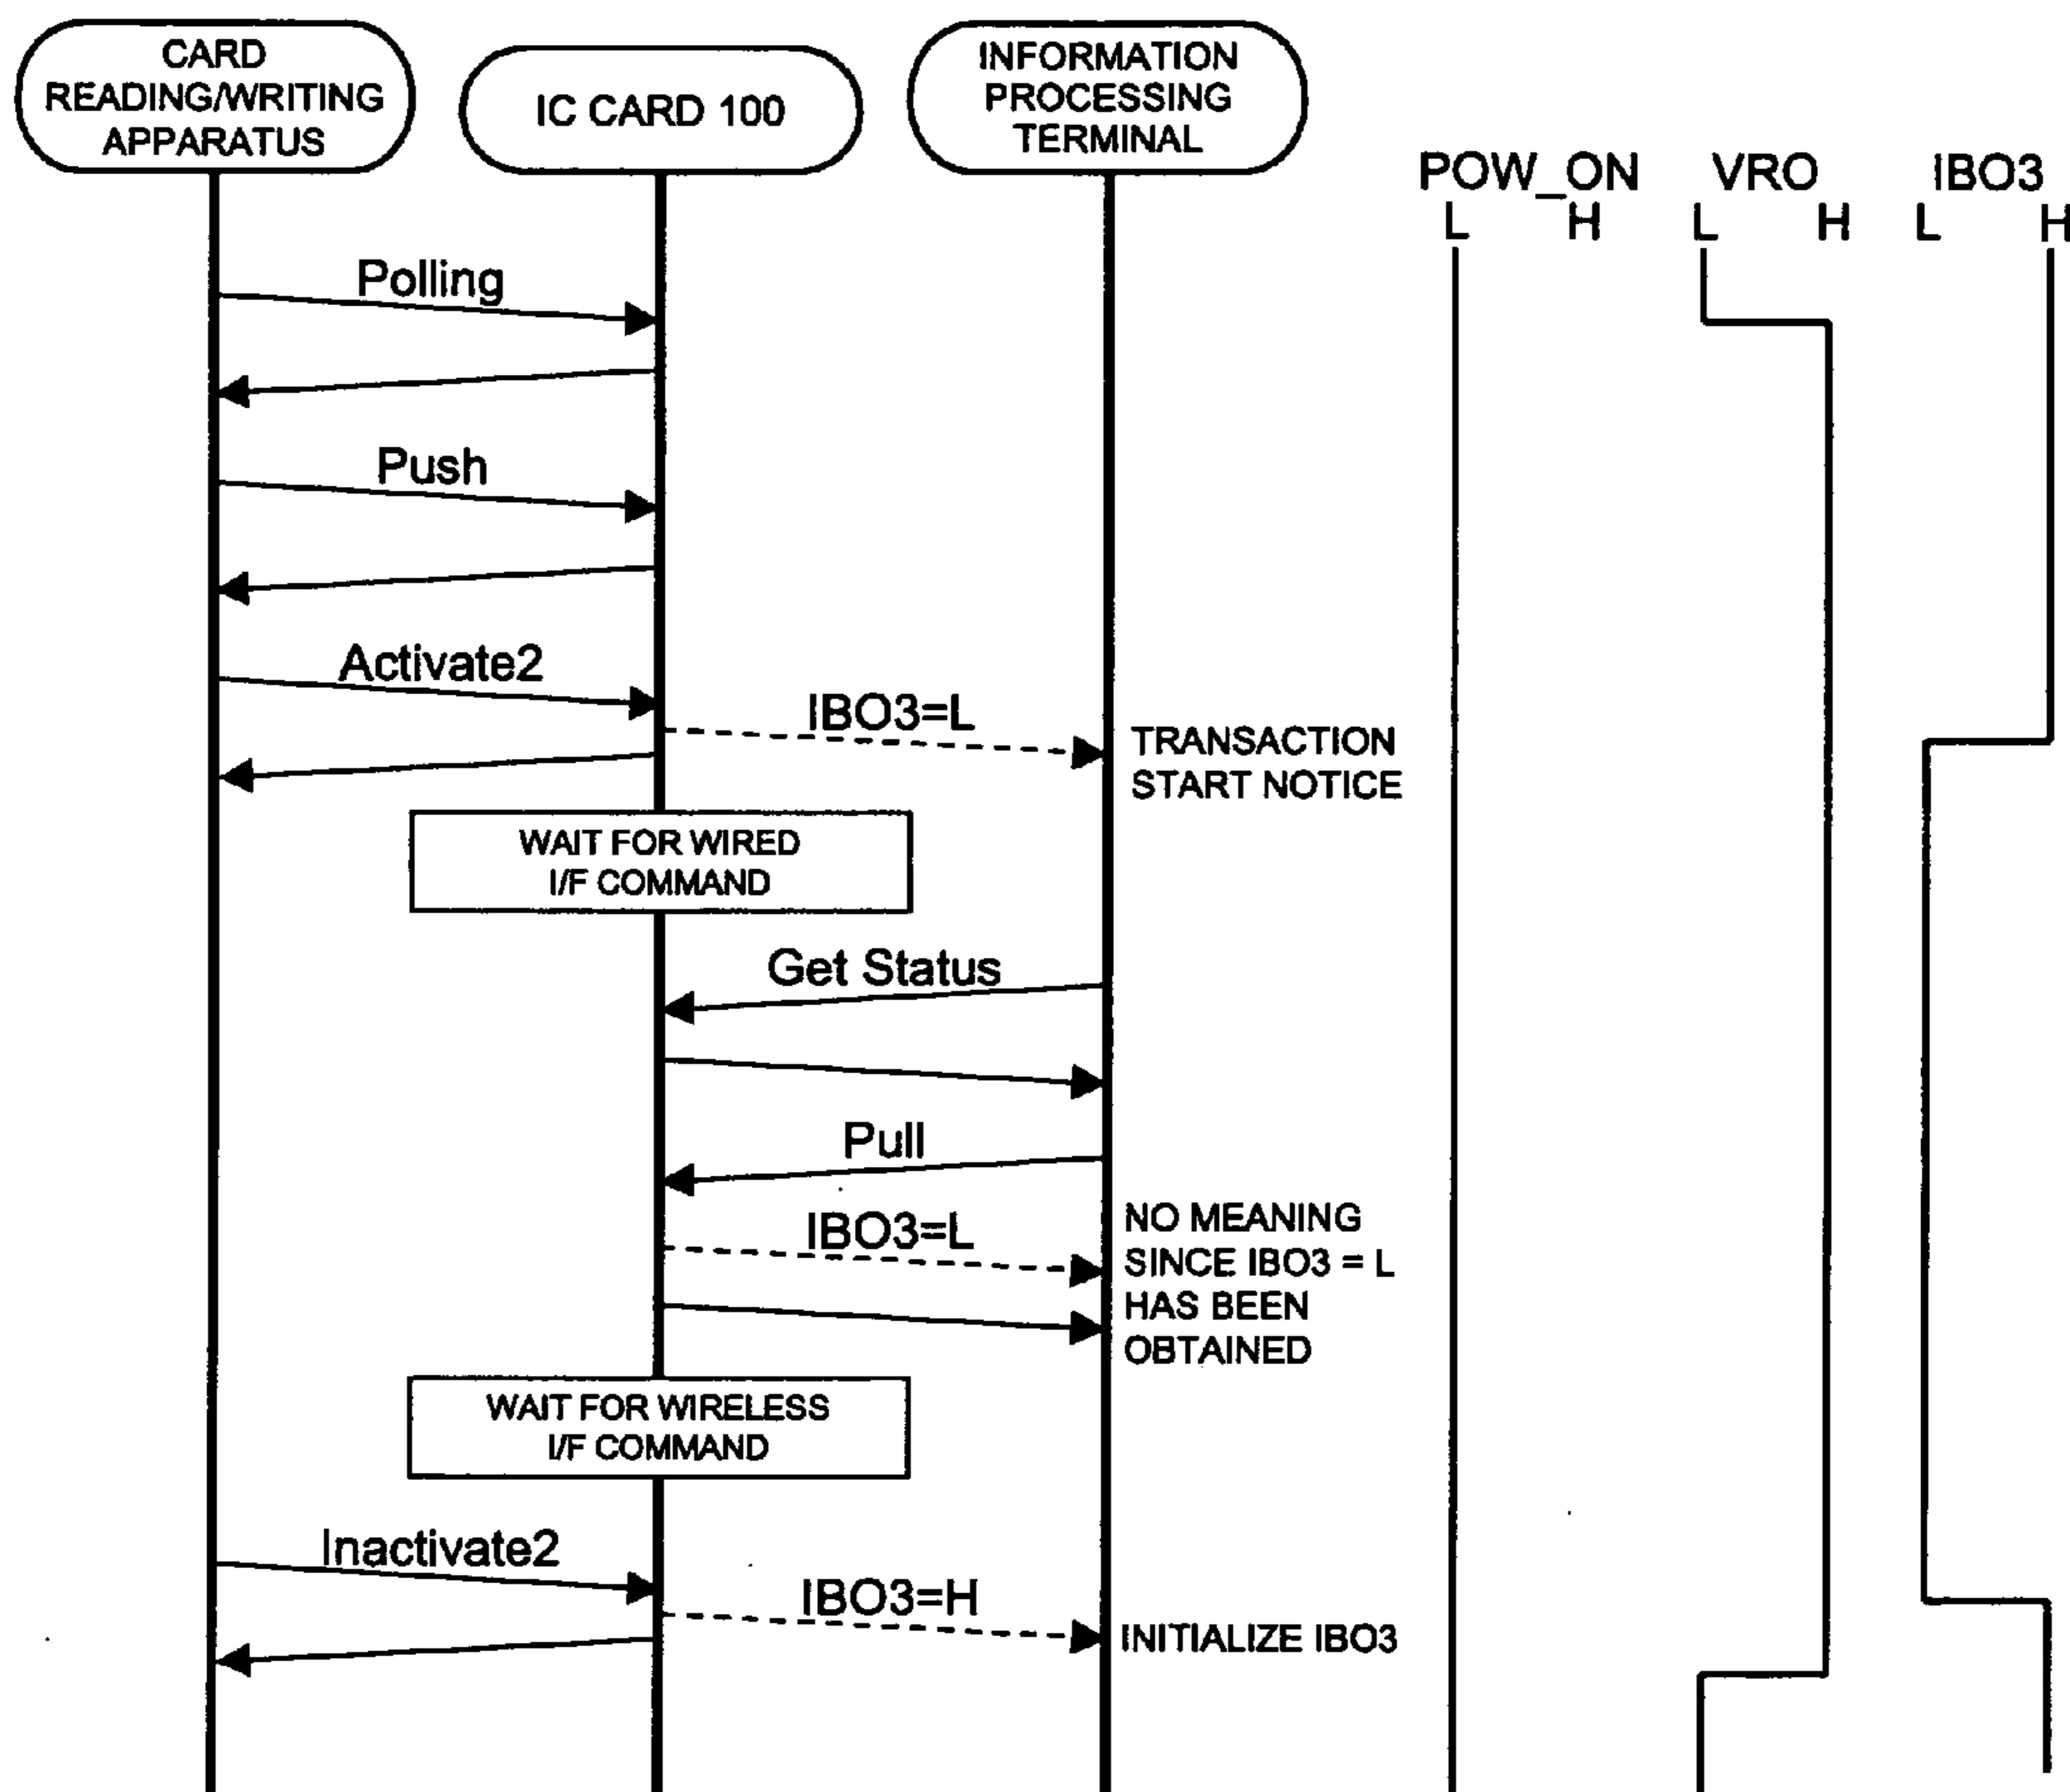 CARD
READING/WRITING
APPARATUS
IC CARD 100
INFORMATION
PROCESSING
TERMINAL
POW_ON VRO IBO3
L H L H L H
Polling
Push
Activate2
IBO3=L
TRANSACTION
START NOTICE
WAIT FOR WIRED
I/F COMMAND
Get Status
Pull
IBO3=L
NO MEANING
SINCE IBO3 = L
HAS BEEN
OBTAINED
WAIT FOR WIRELESS
I/F COMMAND
Inactivate2
IBO3=H
INITIALIZE IBO3